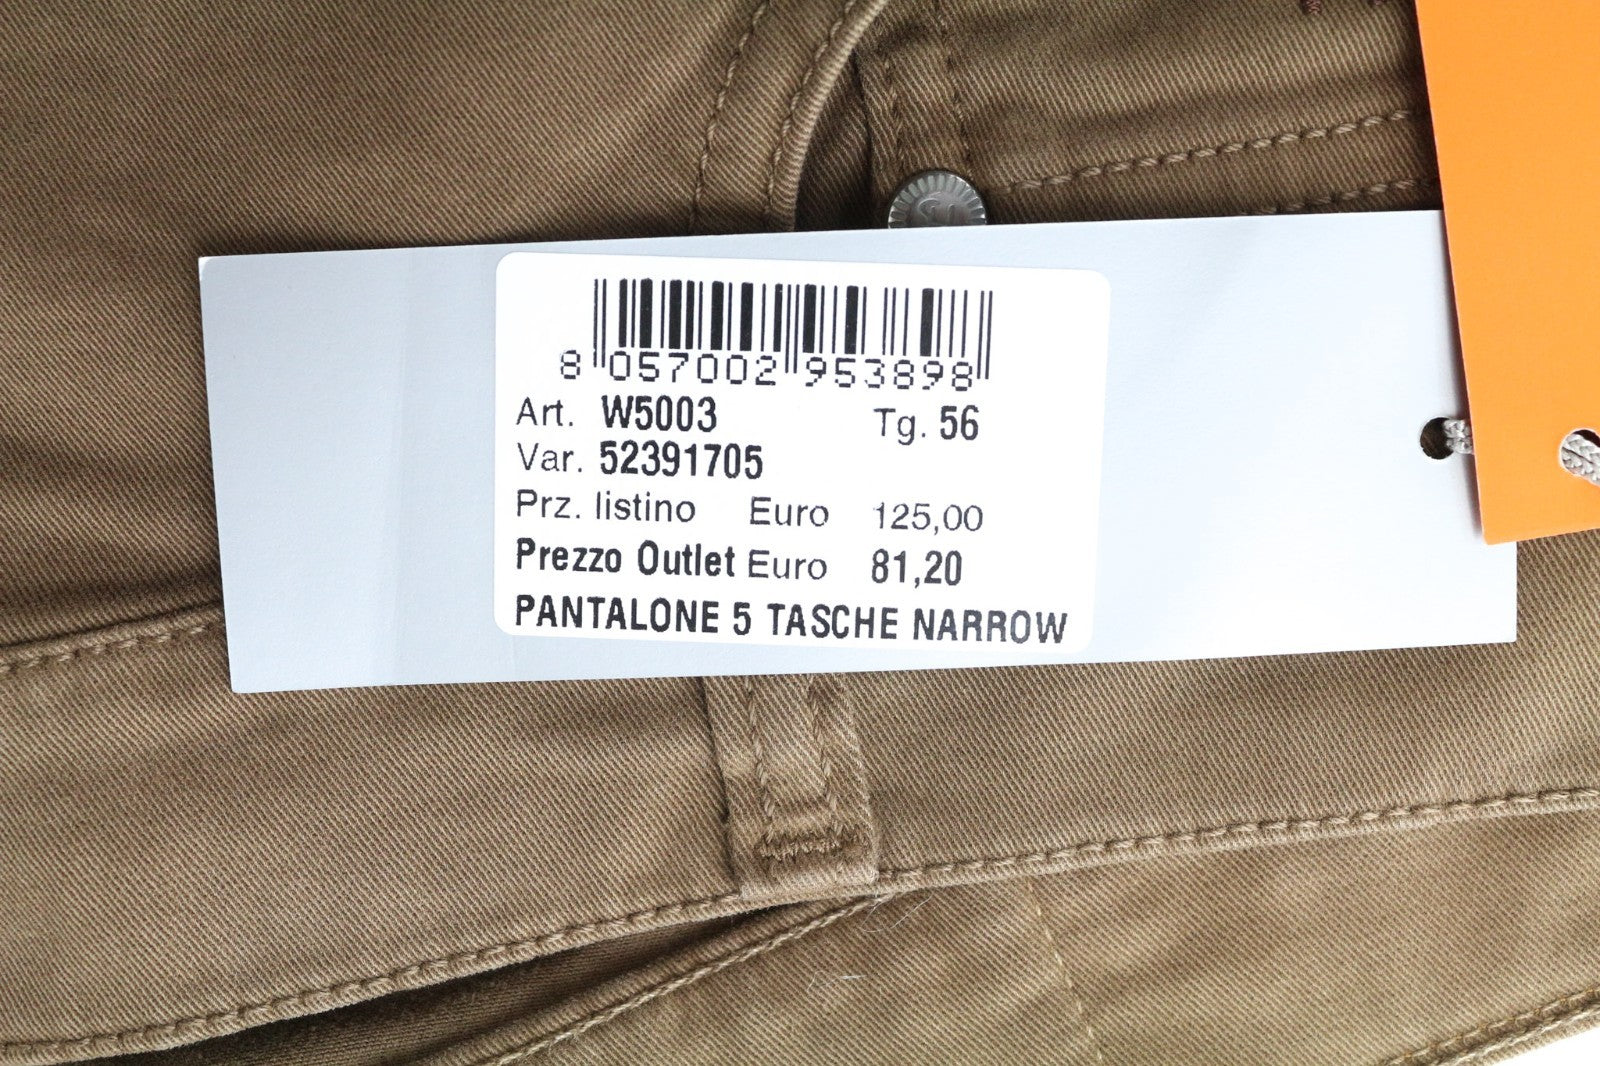 8 057002 953898
Art. W5003 Tg. 56
Var. 52391705
Prz. listino Euro 125,00
Prezzo Outlet Euro 81,20
PANTALONE 5 TASCHE NARROW